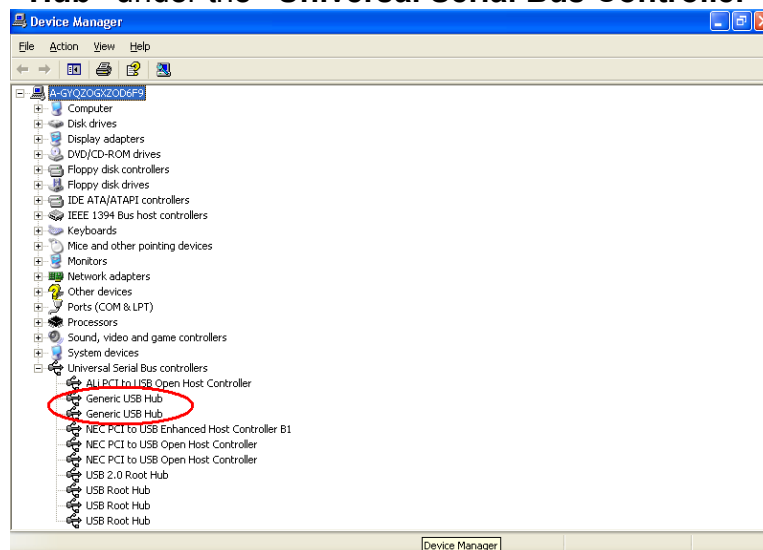 Hub" under the "Universal Serial Bus Controller"
Device Manager
File Action View Help
A-GYQZOGXZOD6F9
Computer
Disk drives
Display adapters
DVD/CD-ROM drives
Floppy disk controllers
Floppy disk drives
IDE ATA/ATAPI controllers
IEEE 1394 Bus host controllers
Keyboards
Mice and other pointing devices
Monitors
Network adapters
Other devices
Ports (COM & LPT)
Processors
Sound, video and game controllers
System devices
Universal Serial Bus controllers
ALi PCI to USB Open Host Controller
Generic USB Hub
Generic USB Hub
NEC PCI to USB Enhanced Host Controller B1
NEC PCI to USB Open Host Controller
NEC PCI to USB Open Host Controller
USB 2.0 Root Hub
USB Root Hub
USB Root Hub
USB Root Hub
Device Manager